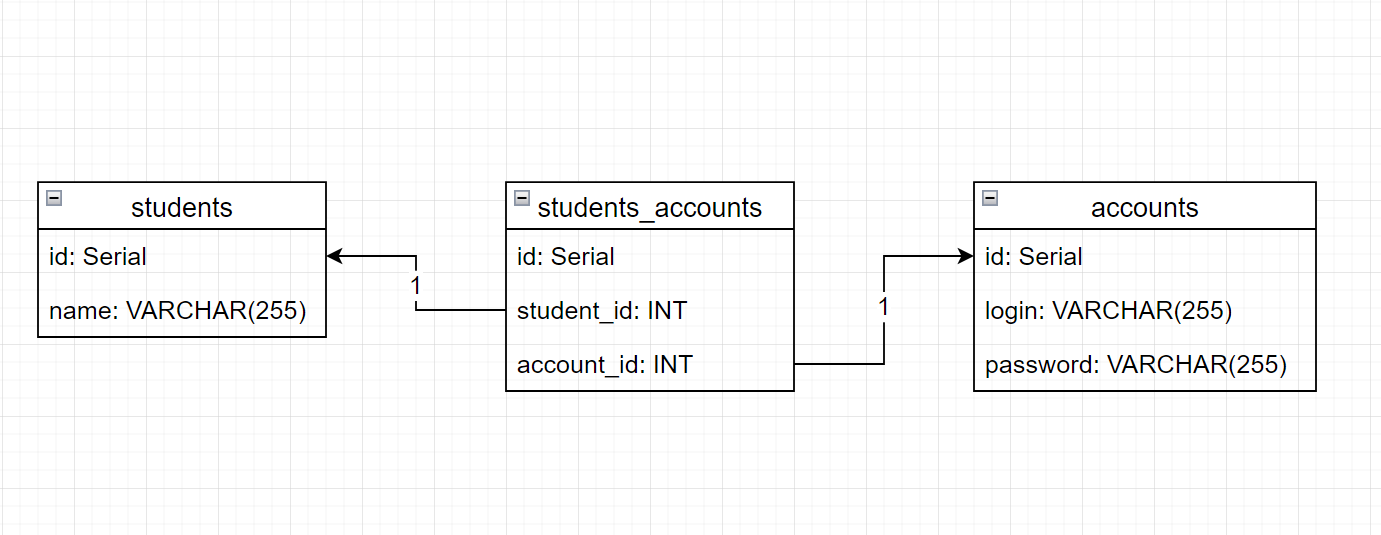 students
id: Serial
name: VARCHAR(255)
1
students_accounts
id: Serial
student_id: INT
account_id: INT
1
accounts
id: Serial
login: VARCHAR(255)
password: VARCHAR(255)